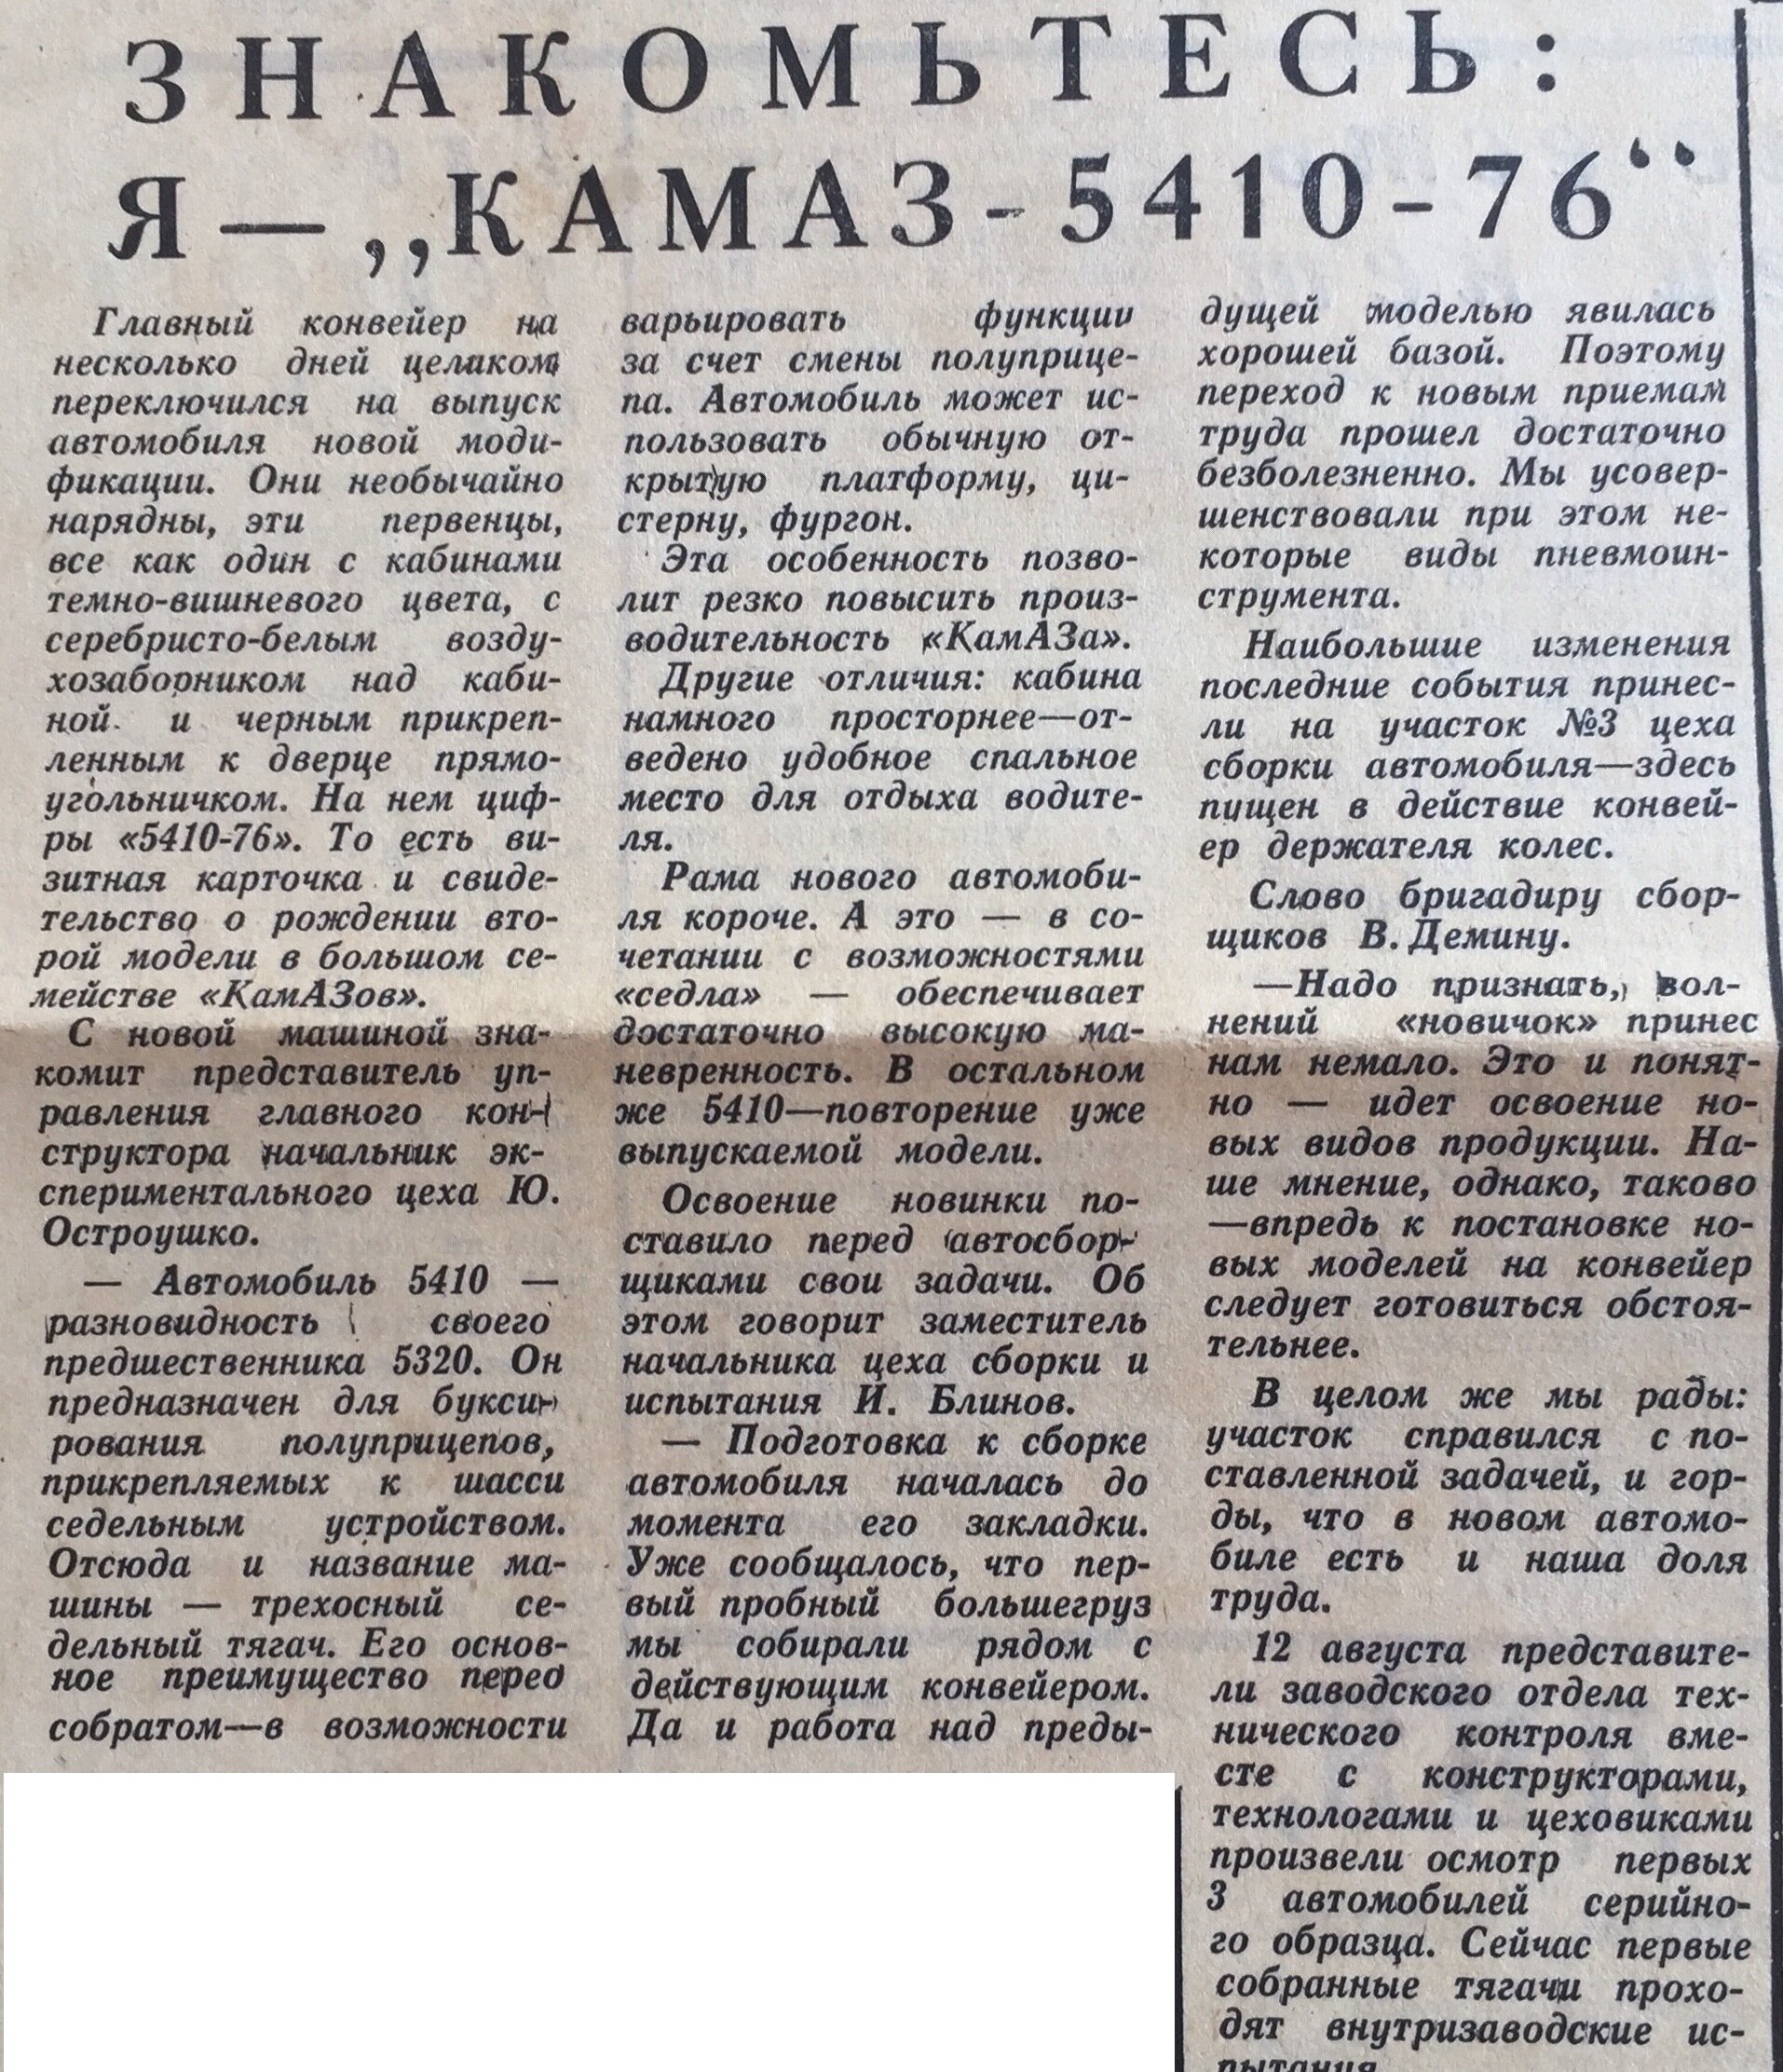 ЗНАКОМЬТЕСЬ:
Я—„КАМАЗ-5410-76“
Главный конвейер на
несколько дней целиком
переключился на выпуск
автомобиля новой моди-
фикации. Они необычайно
нарядны, эти первенцы,
все как один с кабинами
темно-вишневого цвета, с
серебристо-белым возду-
хозаборником над каби-
ной и черным прикреп-
ленным к дверце прямо-
угольничком. На нем циф-
ры «5410-76». То есть ви-
зитная карточка и свиде-
тельство о рождении вто-
рой модели в большом се-
мействе «КамАЗов».
С новой машиной зна-
комит представитель уп-
равления главного кон-
структора начальник эк-
спериментального цеха Ю.
Остроушко.
— Автомобиль 5410 —
разновидность своего
предшественника 5320. Он
предназначен для букси-
рования полуприцепов,
прикрепляемых к шасси
седельным устройством.
Отсюда и название ма-
шины — трехосный се-
дельный тягач. Его основ-
ное преимущество перед
собратом—в возможности
варьировать функции
за счет смены полуприце-
па. Автомобиль может ис-
пользовать обычную от-
крытую платформу, ци-
стерну, фургон.
Эта особенность позво-
лит резко повысить произ-
водительность «КамАЗа».
Другие отличия: кабина
намного просторнее—от-
ведено удобное спальное
место для отдыха водите-
ля.
Рама нового автомоби-
ля короче. А это — в со-
четании с возможностями
«седла» — обеспечивает
достаточно высокую ма-
невренность. В остальном
же 5410—повторение уже
выпускаемой модели.
Освоение новинки по-
ставило перед автосбор-
щиками свои задачи. Об
этом говорит заместитель
начальника цеха сборки и
испытания И. Блинов.
— Подготовка к сборке
автомобиля началась до
момента его закладки.
Уже сообщалось, что пер-
вый пробный большегруз
мы собирали рядом с
действующим конвейером.
Да и работа над преды-
дущей моделью явилась
хорошей базой. Поэтому
переход к новым приемам
труда прошел достаточно
безболезненно. Мы усовер-
шенствовали при этом не-
которые виды пневмоин-
струмента.
Наибольшие изменения
последние события принес-
ли на участок №3 цеха
сборки автомобиля—здесь
пущен в действие конвей-
ер держателя колес.
Слово бригадиру сбор-
щиков В. Демину.
—Надо признать, вол-
нений «новичок» принес
нам немало. Это и понят-
но — идет освоение но-
вых видов продукции. На-
ше мнение, однако, таково
—впредь к постановке но-
вых моделей на конвейер
следует готовиться обстоя-
тельнее.
В целом же мы рады:
участок справился с по-
ставленной задачей, и гор-
ды, что в новом автомо-
биле есть и наша доля
труда.
12 августа представите-
ли заводского отдела тех-
нического контроля вме-
сте с конструкторами,
технологами и цеховиками
произвели осмотр первых
3 автомобилей серийно-
го образца. Сейчас первые
собранные тягачи прохо-
дят внутризаводские ис-
пытания